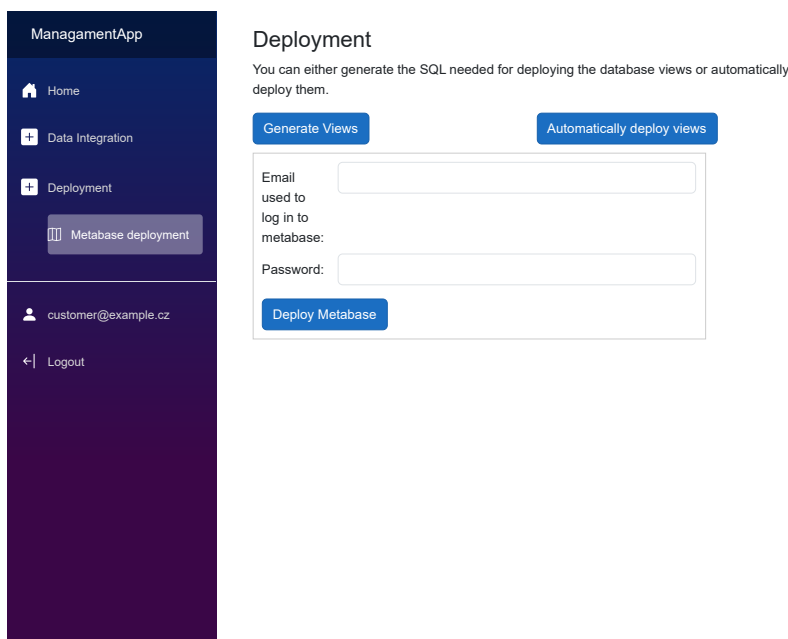 ManagamentApp
Home
Data Integration
Deployment
Metabase deployment
customer@example.cz
Logout
Deployment
You can either generate the SQL needed for deploying the database views or automatically
deploy them.
Generate Views
Automatically deploy views
Email
used to
log in to
metabase:
Password:
Deploy Metabase